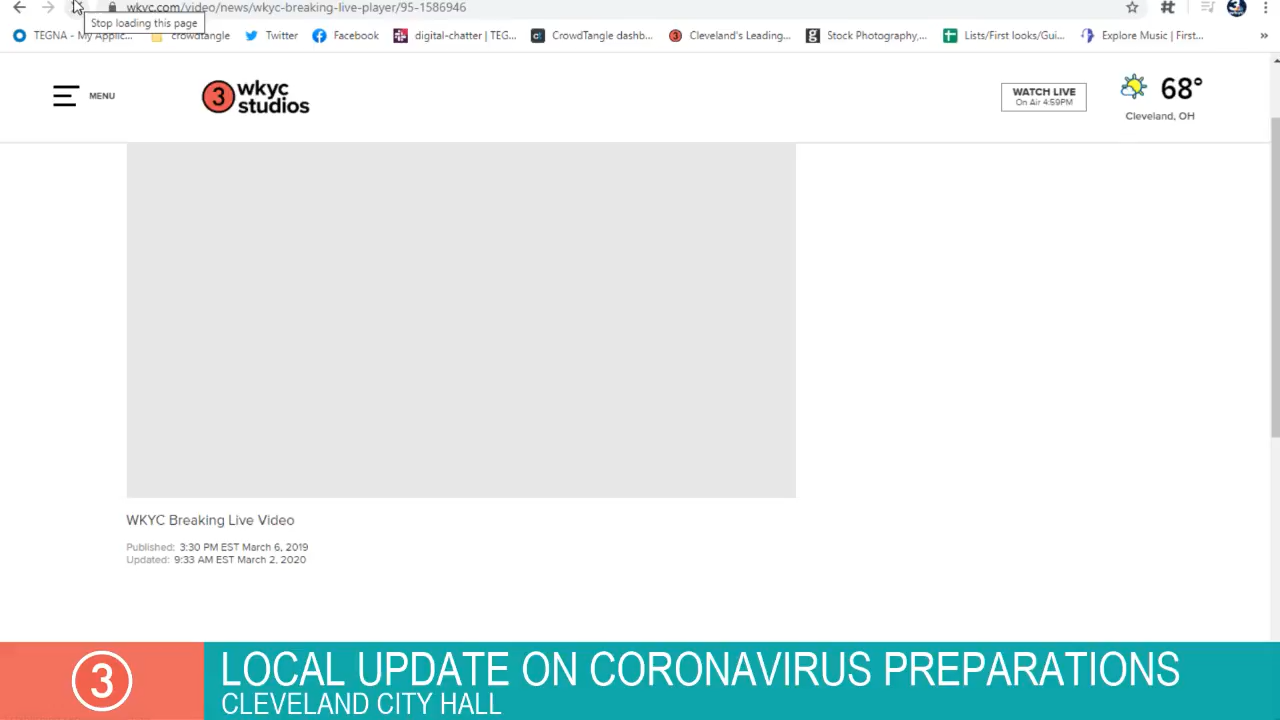 wkyc.com/video/news/wkyc-breaking-live-player/95-1586946
Stop loading this page
TEGNA - My Applic... crowdtangle Twitter Facebook digital-chatter | TEG... CrowdTangle dashb... Cleveland's Leading... Stock Photography,... Lists/First looks/Gui... Explore Music | First... »
MENU
3 wkyc studios
WATCH LIVE
On Air 4:59PM
68°
Cleveland, OH
WKYC Breaking Live Video
Published: 3:30 PM EST March 6, 2019
Updated: 9:33 AM EST March 2, 2020
3
LOCAL UPDATE ON CORONAVIRUS PREPARATIONS
CLEVELAND CITY HALL